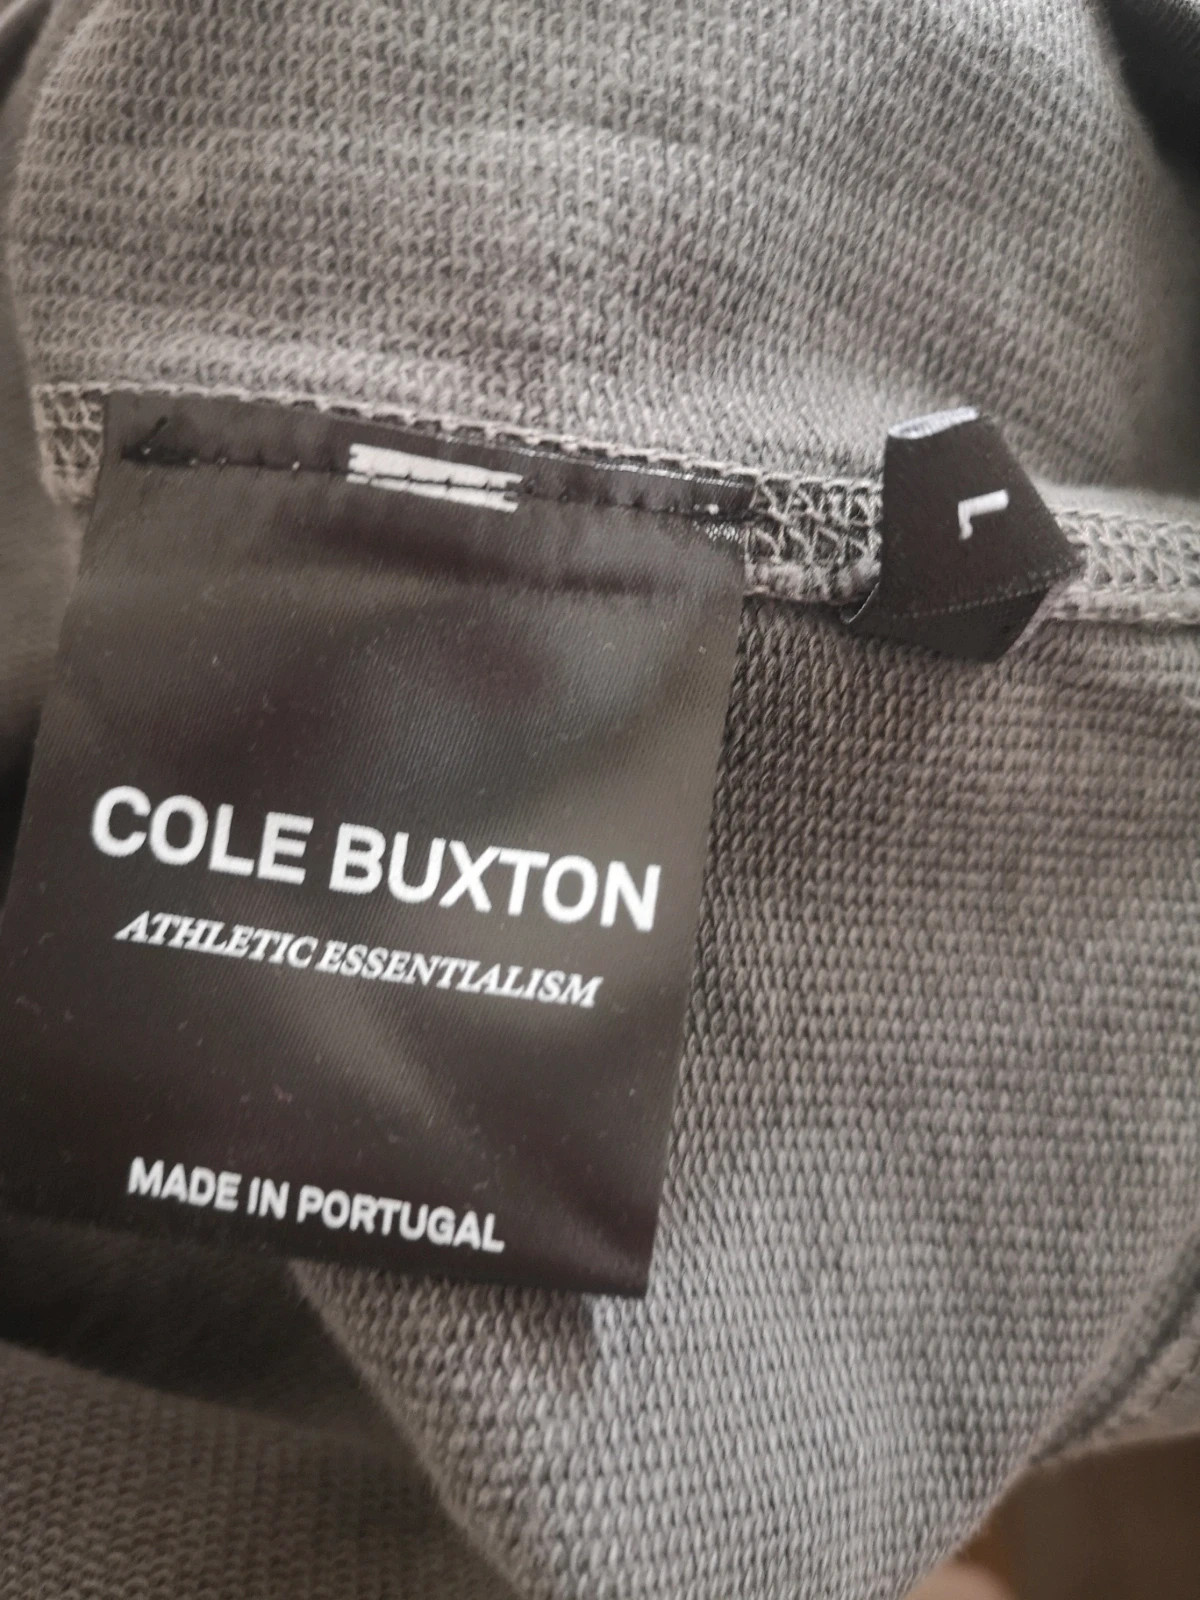 L
COLE BUXTON
ATHLETIC ESSENTIALISM
MADE IN PORTUGAL